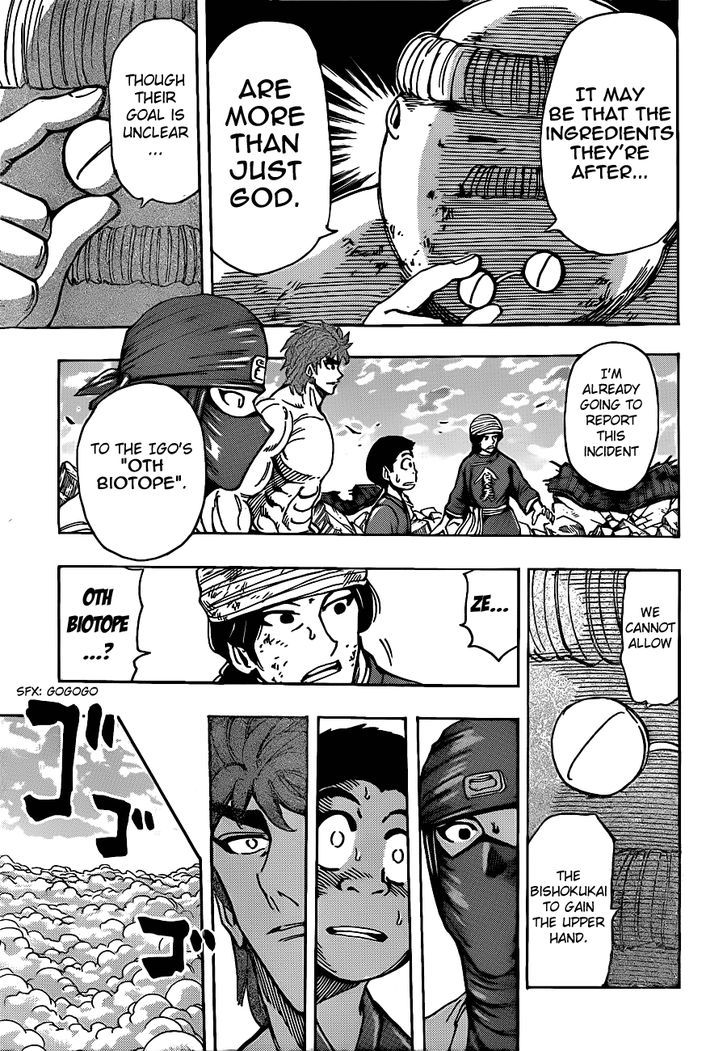 IT MAY
BE THAT THE
INGREDIENTS
THEY'RE
AFTER...
ARE
MORE
THAN
JUST
GOD.
THOUGH
THEIR
GOAL IS
UNCLEAR
...
I'M
ALREADY
GOING TO
REPORT
THIS
INCIDENT
TO THE IGO'S
"0TH
BIOTOPE".
WE
CANNOT
ALLOW
THE
BISHOKUKAI
TO GAIN
THE UPPER
HAND.
ZE...
0TH
BIOTOPE
...?
SFX: GOGOGO
ゴゴゴ